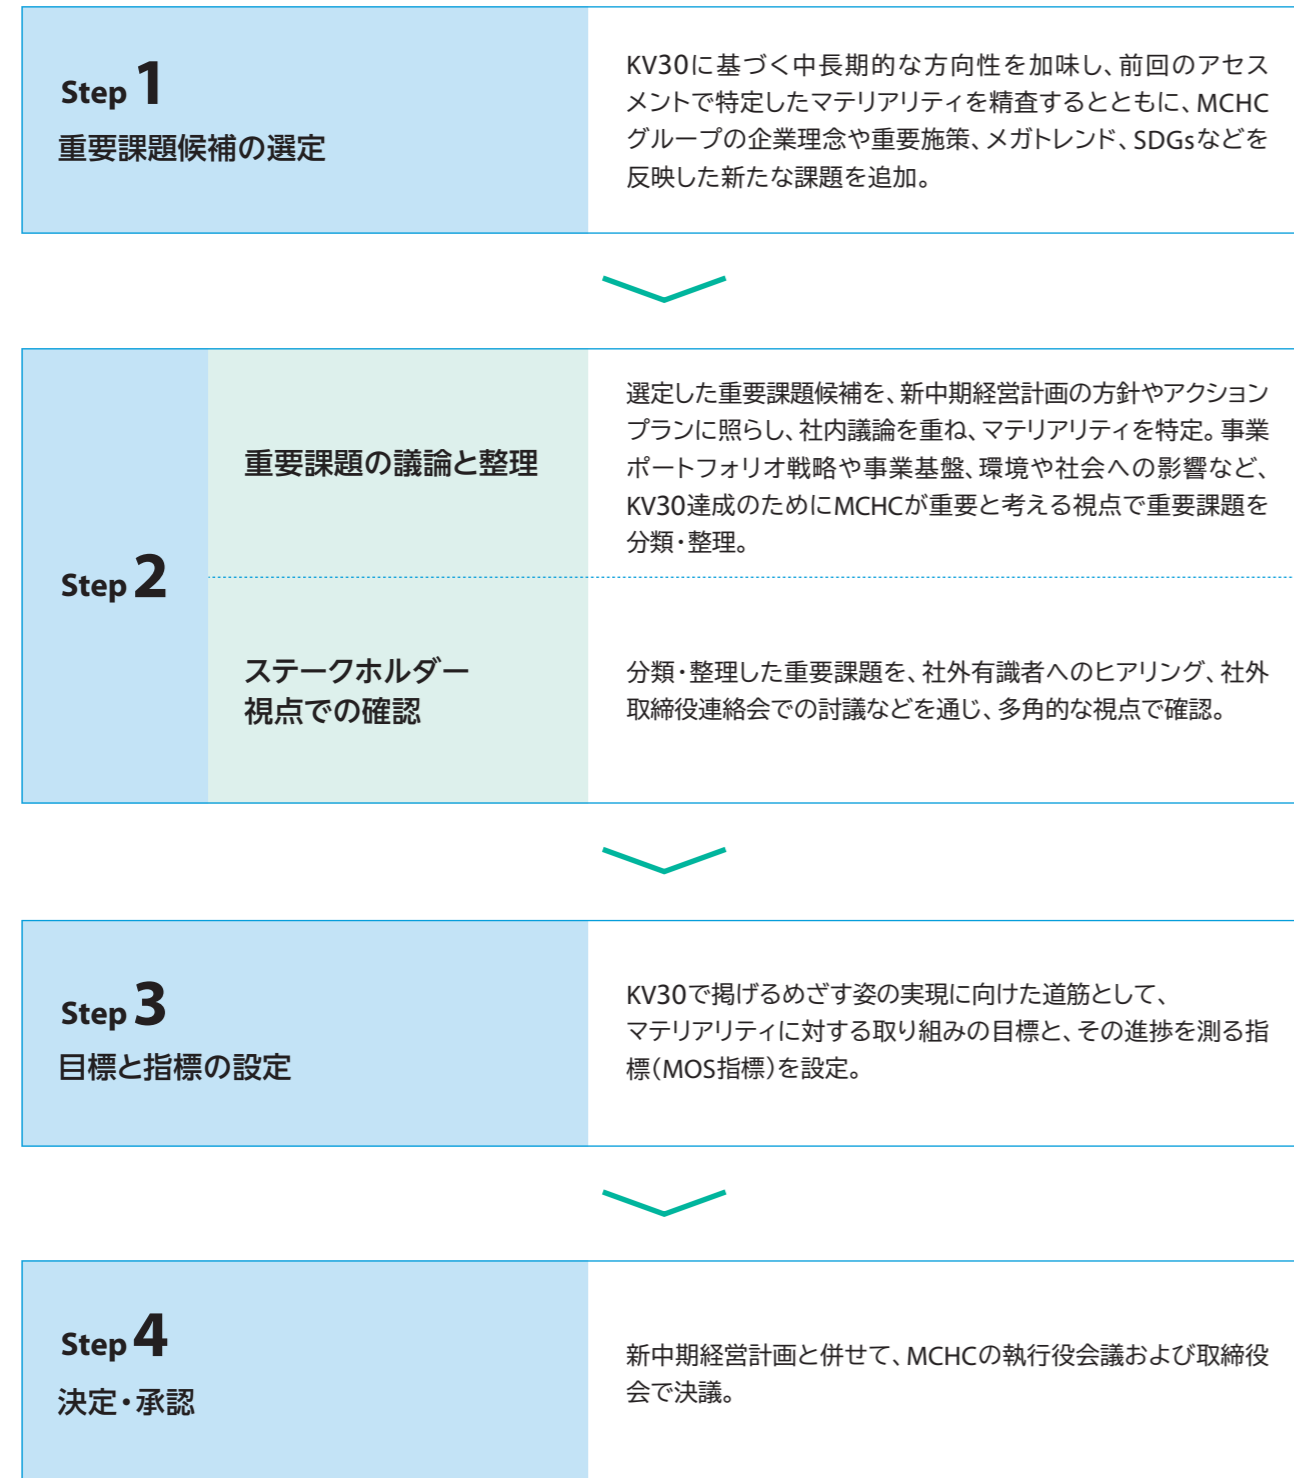 Step 1
重要課題候補の選定
KV30に基づく中長期的な方向性を加味し、前回のアセス
メントで特定したマテリアリティを精査するとともに、MCHC
グループの企業理念や重要施策、メガトレンド、SDGsなどを
反映した新たな課題を追加。
Step 2
重要課題の議論と整理
選定した重要課題候補を、新中期経営計画の方針やアクション
プランに照らし、社内議論を重ね、マテリアリティを特定。事業
ポートフォリオ戦略や事業基盤、環境や社会への影響など、
KV30達成のためにMCHCが重要と考える視点で重要課題を
分類・整理。
ステークホルダー
視点での確認
分類・整理した重要課題を、社外有識者へのヒアリング、社外
取締役連絡会での討議などを通じ、多角的な視点で確認。
Step 3
目標と指標の設定
KV30で掲げるめざす姿の実現に向けた道筋として、
マテリアリティに対する取り組みの目標と、その進捗を測る指
標（MOS指標）を設定。
Step 4
決定・承認
新中期経営計画と併せて、MCHCの執行役会議および取締役
会で決議。